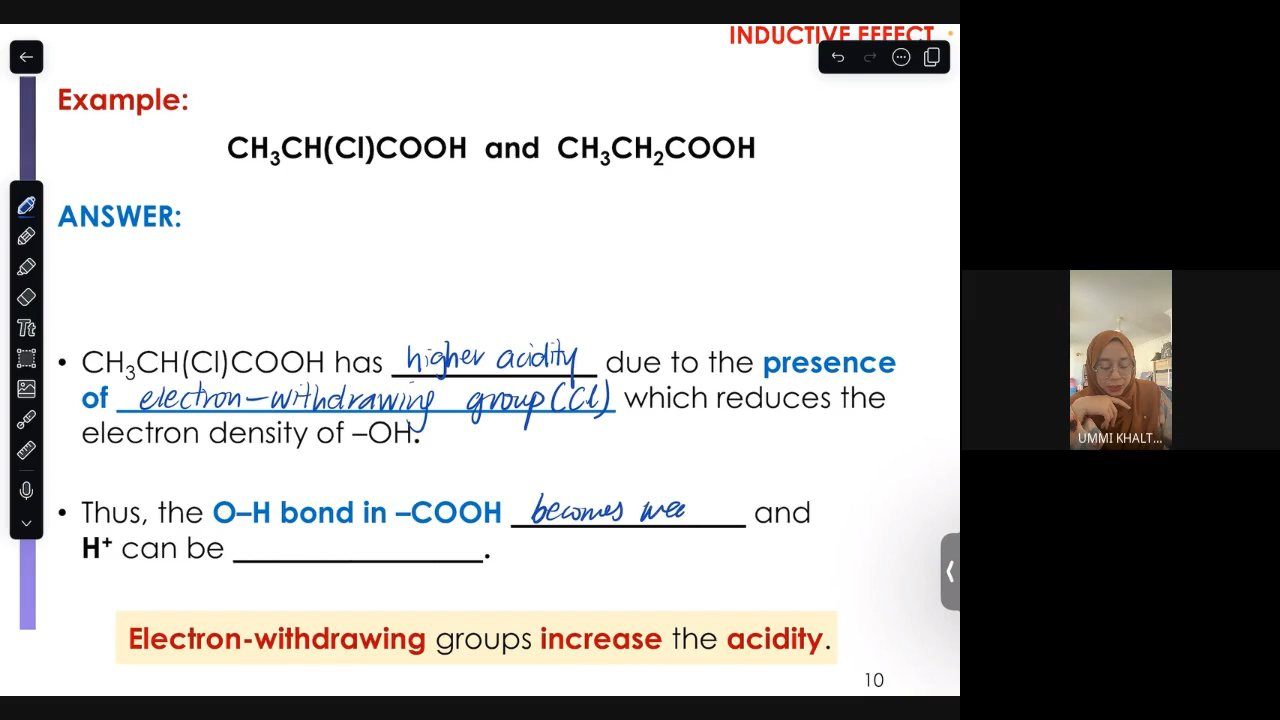 INDUCTIVE EFFECT
Example:
CH₃CH(Cl)COOH and CH₃CH₂COOH
ANSWER:
• CH₃CH(Cl)COOH has higher acidity due to the presence
of electron-withdrawing group (Cl) which reduces the
electron density of –OH.
• Thus, the O–H bond in –COOH becomes wea and
H⁺ can be ____________.
Electron-withdrawing groups increase the acidity.
10
Tt
UMMI KHALT...